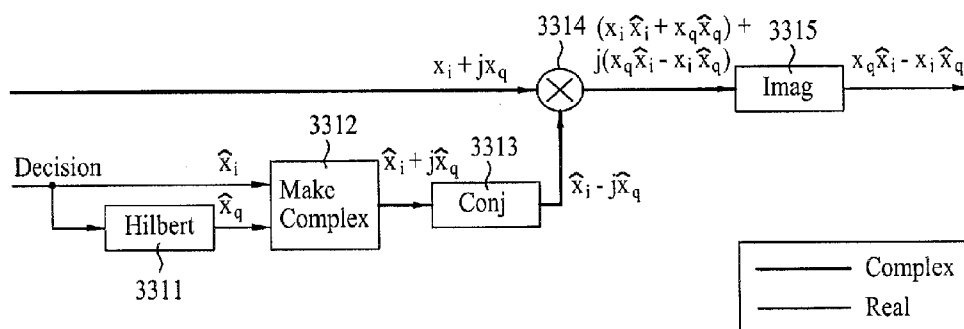 3314
(x_i x̂_i + x_q x̂_q) +
j(x_q x̂_i - x_i x̂_q)
3315
x_i + jx_q
Imag
x_q x̂_i - x_i x̂_q
3312
Decision
x̂_i
Make
Complex
x̂_i + jx̂_q
3313
Conj
x̂_i - jx̂_q
Hilbert
x̂_q
3311
Complex
Real